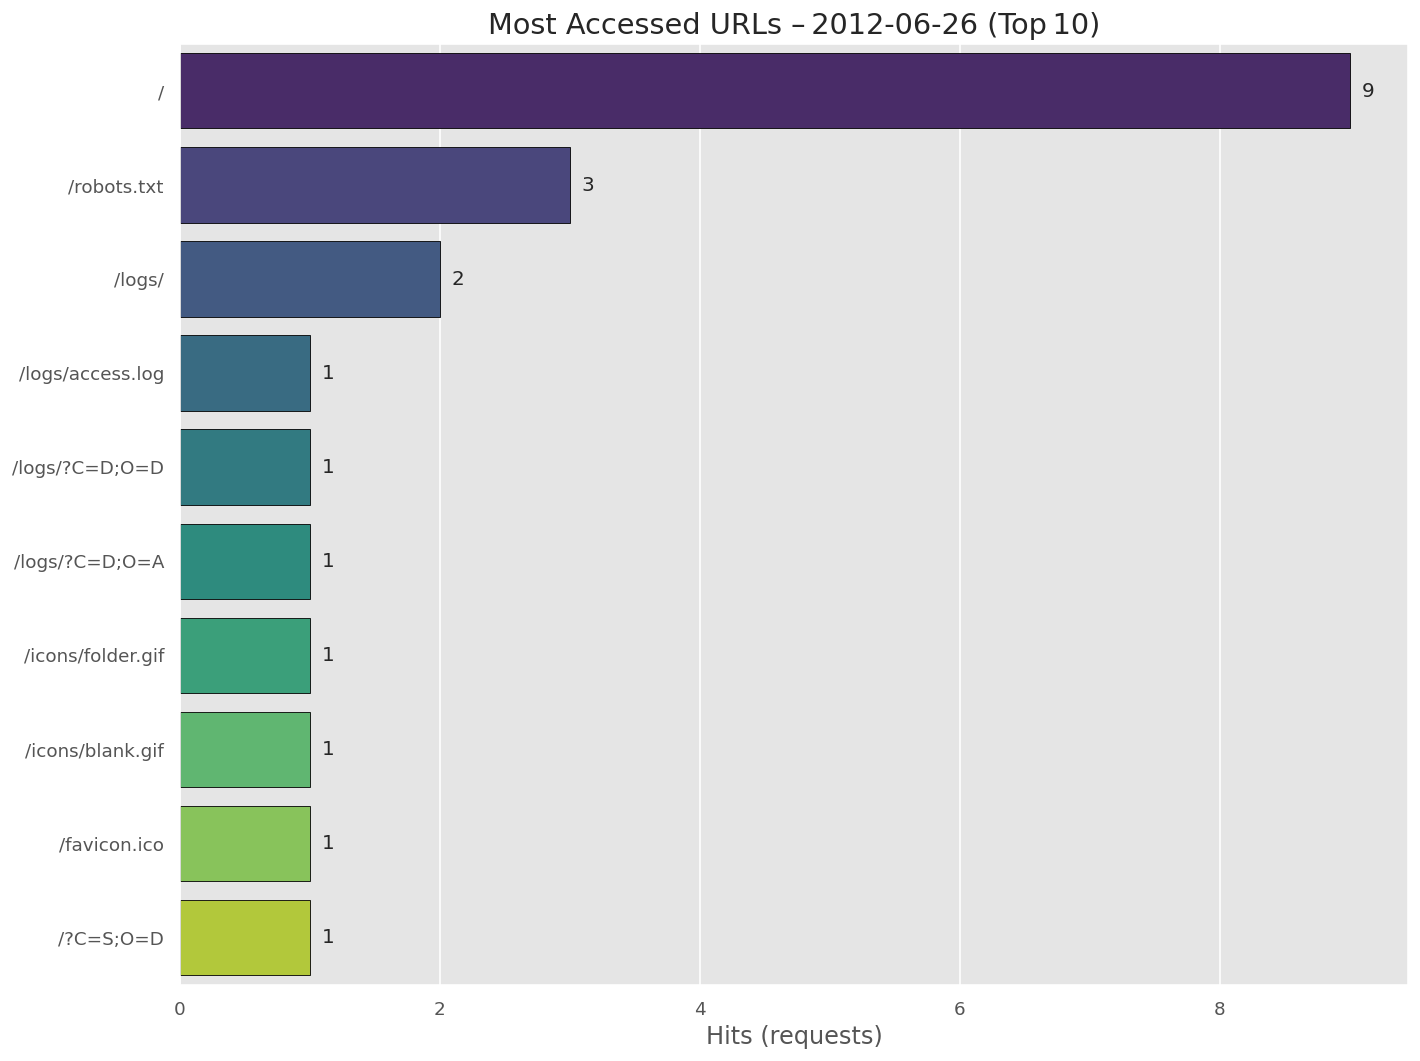 Most Accessed URLs – 2012-06-26 (Top 10)
/
9
/robots.txt
3
/logs/
2
/logs/access.log
1
/logs/?C=D;O=D
1
/logs/?C=D;O=A
1
/icons/folder.gif
1
/icons/blank.gif
1
/favicon.ico
1
/?C=S;O=D
1
0 2 4 6 8
Hits (requests)